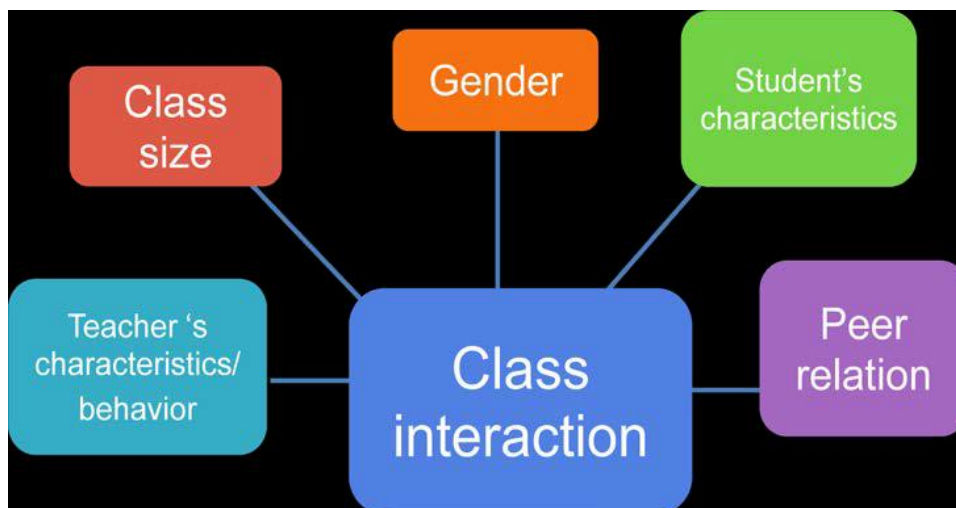 Class
size
Gender
Student’s
characteristics
Teacher ‘s
characteristics/
behavior
Class
interaction
Peer
relation